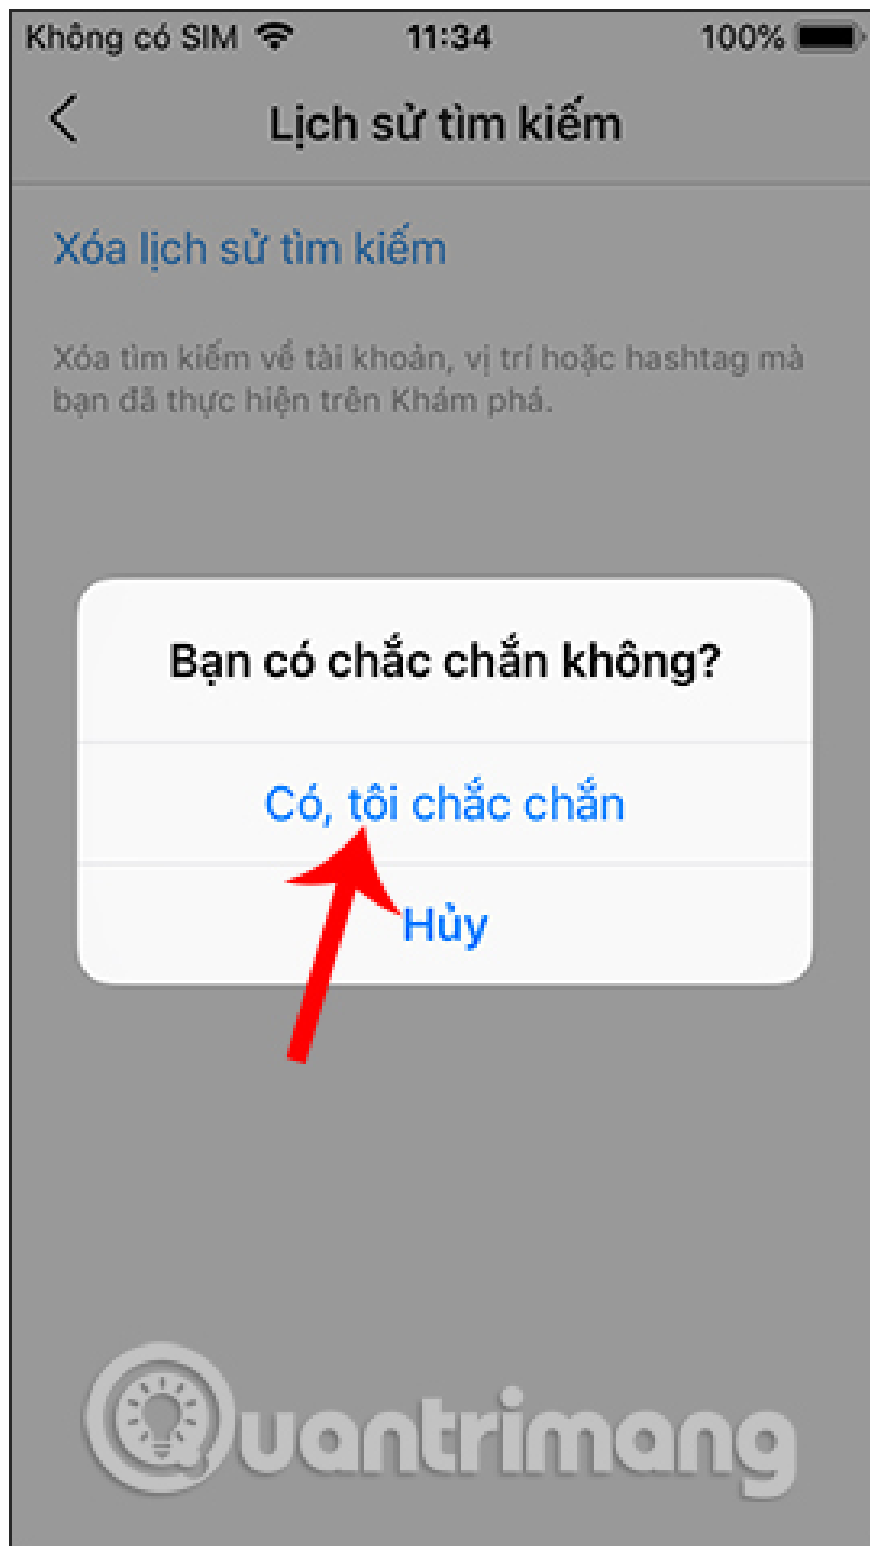 Không có SIM 11:34 100%
Lịch sử tìm kiếm
Xóa lịch sử tìm kiếm
Xóa tìm kiếm về tài khoản, vị trí hoặc hashtag mà
bạn đã thực hiện trên Khám phá.
Bạn có chắc chắn không?
Có, tôi chắc chắn
Hủy
Quantrimang